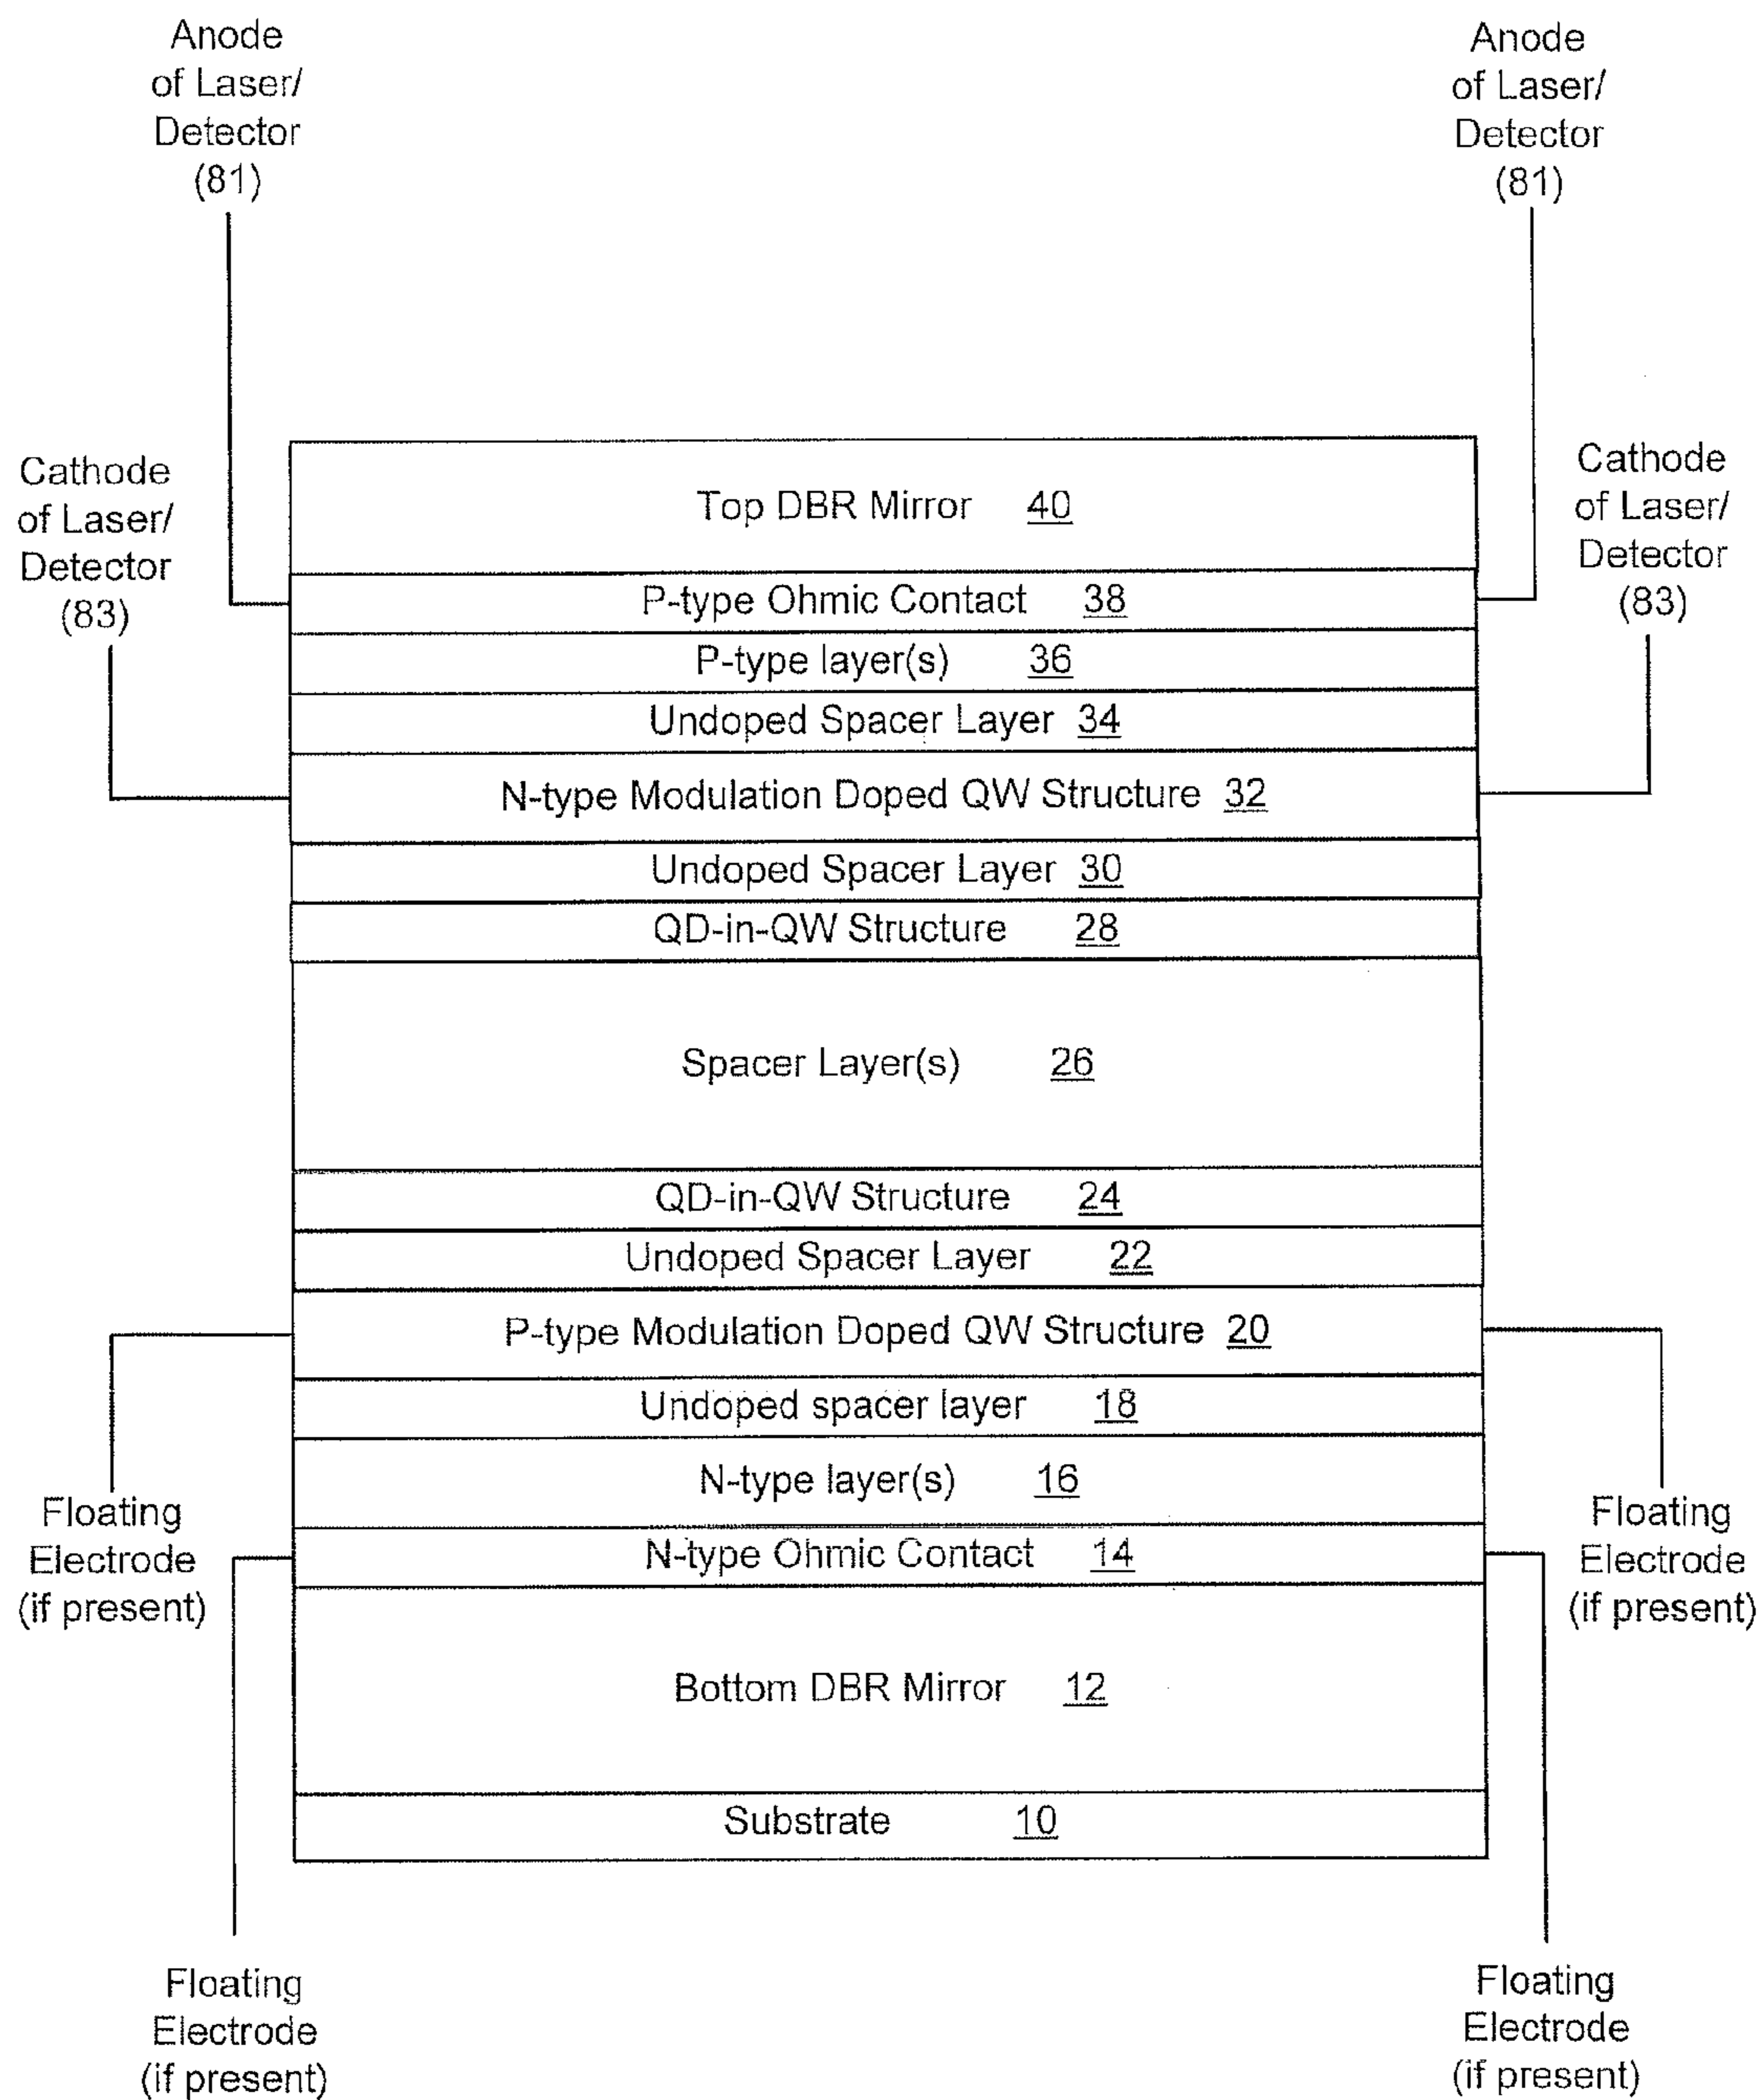 Anode
of Laser/
Detector
(81)
Anode
of Laser/
Detector
(81)
Cathode
of Laser/
Detector
(83)
Cathode
of Laser/
Detector
(83)
Top DBR Mirror 40
P-type Ohmic Contact 38
P-type layer(s) 36
Undoped Spacer Layer 34
N-type Modulation Doped QW Structure 32
Undoped Spacer Layer 30
QD-in-QW Structure 28
Spacer Layer(s) 26
QD-in-QW Structure 24
Undoped Spacer Layer 22
P-type Modulation Doped QW Structure 20
Undoped spacer layer 18
N-type layer(s) 16
N-type Ohmic Contact 14
Bottom DBR Mirror 12
Substrate 10
Floating
Electrode
(if present)
Floating
Electrode
(if present)
Floating
Electrode
(if present)
Floating
Electrode
(if present)